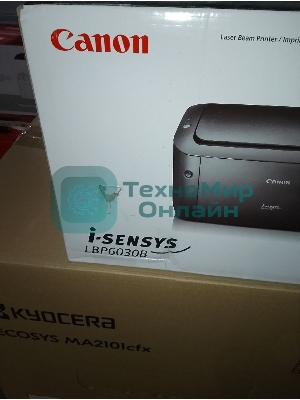 Canon
Laser Beam Printer / Imprim
Canon
ТехноМир
Онлайн
i-SENSYS
LBP6030B
KYOCERA
ECOSYS MA2101cfx